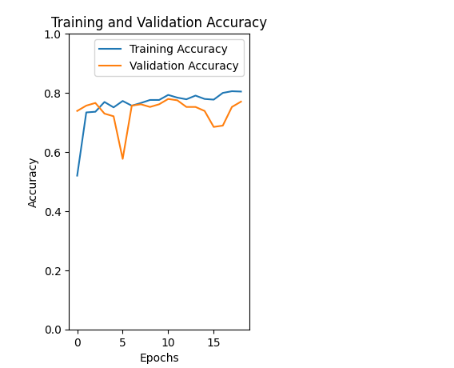 Training and Validation Accuracy
Training Accuracy
Validation Accuracy
1.0
0.8
0.6
0.4
0.2
0.0
Accuracy
0 5 10 15
Epochs